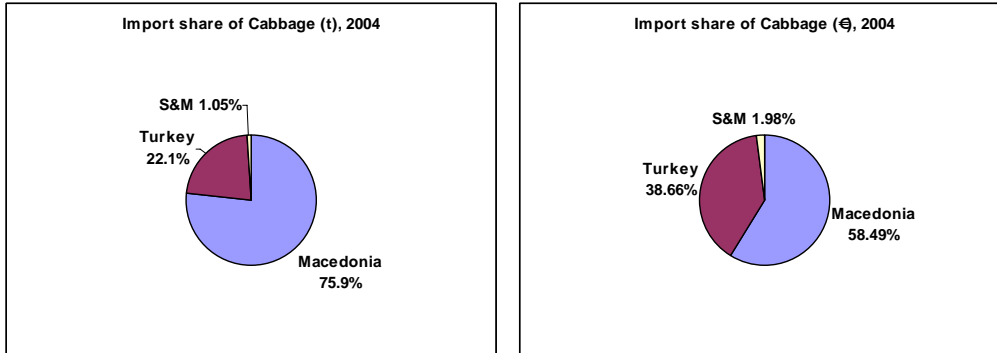 Import share of Cabbage (t), 2004
S&M 1.05%
Turkey
22.1%
Macedonia
75.9%
Import share of Cabbage (€), 2004
S&M 1.98%
Turkey
38.66%
Macedonia
58.49%